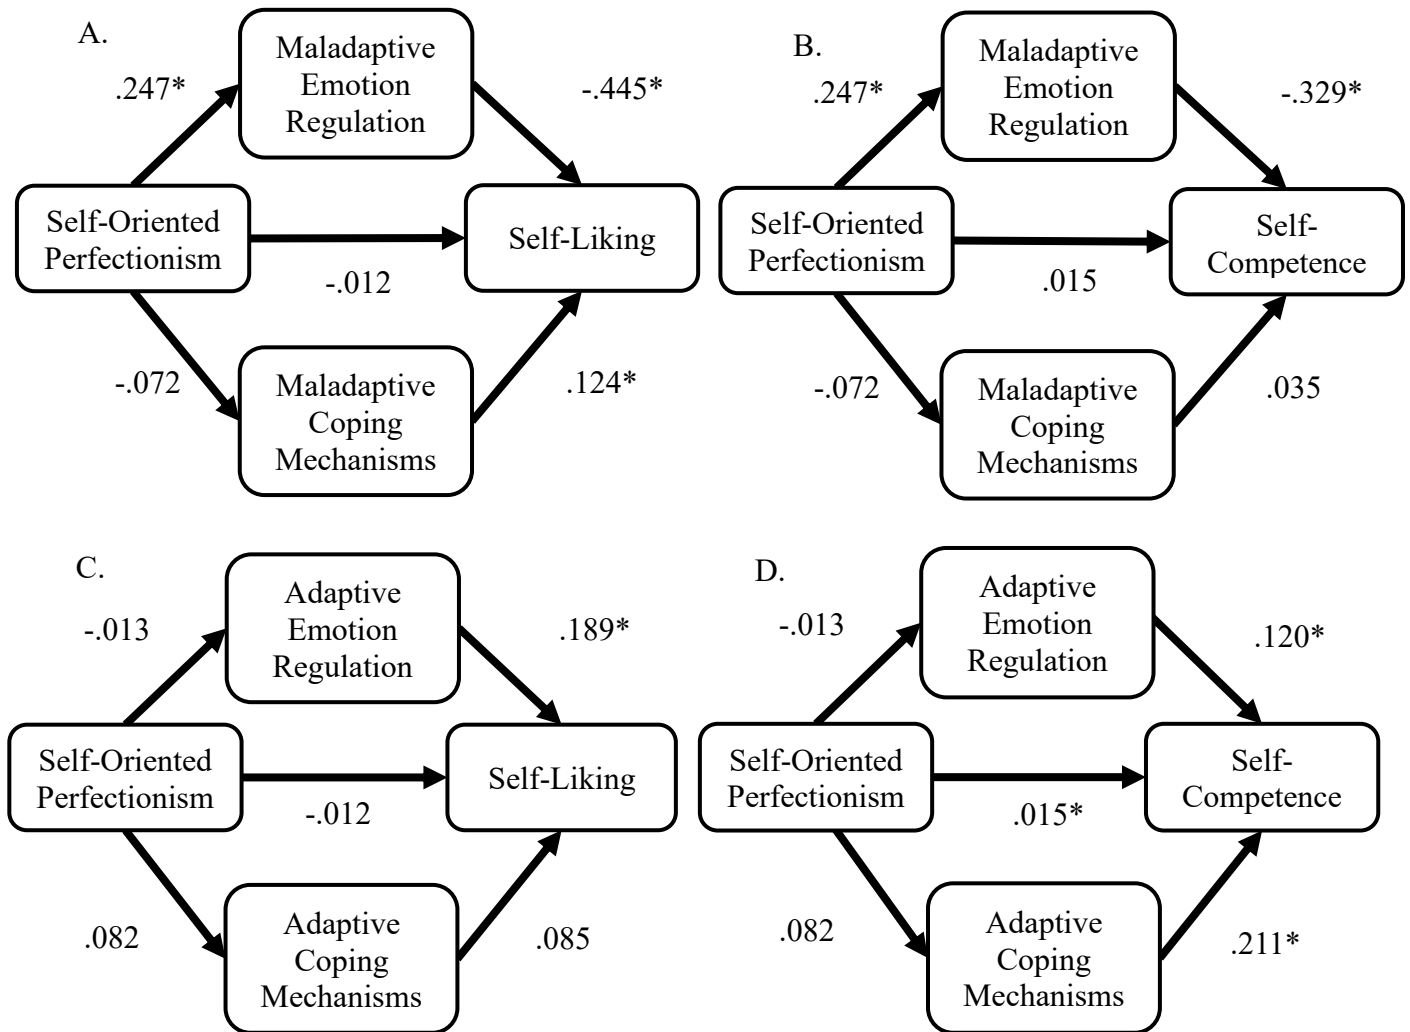 A.
Maladaptive
Emotion
Regulation
.247*
-.445*
Self-Oriented
Perfectionism
Self-Liking
-.012
-.072
Maladaptive
Coping
Mechanisms
.124*
B.
Maladaptive
Emotion
Regulation
.247*
-.329*
Self-Oriented
Perfectionism
Self-
Competence
.015
-.072
Maladaptive
Coping
Mechanisms
.035
C.
Adaptive
Emotion
Regulation
-.013
.189*
Self-Oriented
Perfectionism
Self-Liking
-.012
.082
Adaptive
Coping
Mechanisms
.085
D.
Adaptive
Emotion
Regulation
-.013
.120*
Self-Oriented
Perfectionism
Self-
Competence
.015*
.082
Adaptive
Coping
Mechanisms
.211*